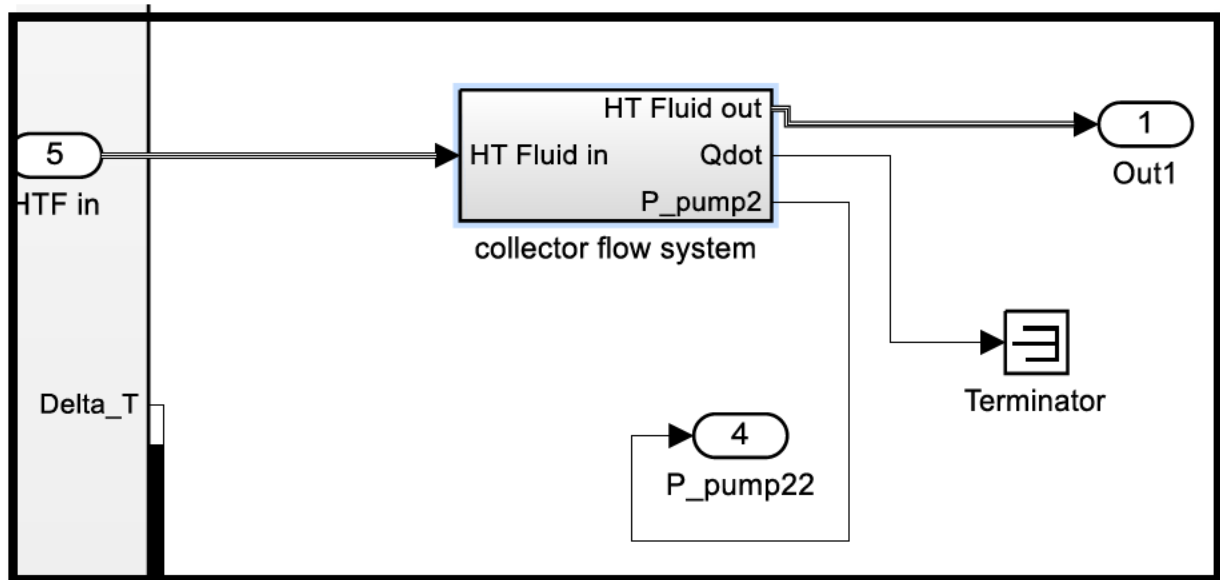 HT Fluid out
1
5
HT Fluid in
Qdot
Out1
HTF in
P_pump2
collector flow system
Delta_T
Terminator
4
P_pump22